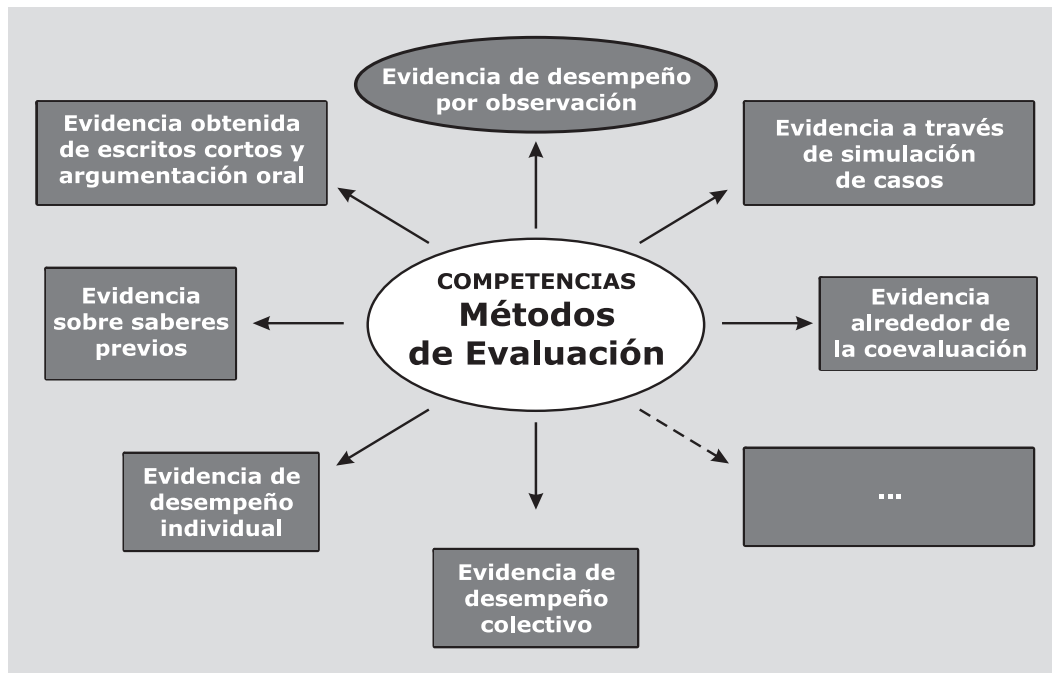 Evidencia de desempeño
por observación
Evidencia obtenida
de escritos cortos y
argumentación oral
Evidencia a través
de simulación
de casos
COMPETENCIAS
Métodos
de Evaluación
Evidencia
sobre saberes
previos
Evidencia
alrededor de
la coevaluación
Evidencia de
desempeño
individual
...
Evidencia de
desempeño
colectivo